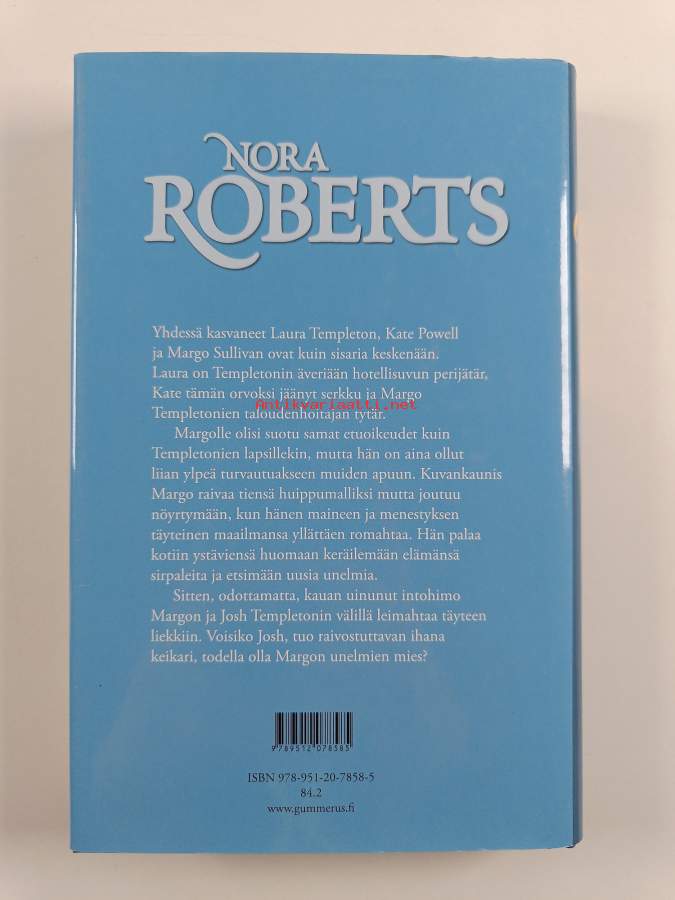 NORA
ROBERTS
Yhdessä kasvaneet Laura Templeton, Kate Powell
ja Margo Sullivan ovat kuin sisaria keskenään.
Laura on Templetonin äveriään hotellisuvun perijätär,
Kate tämän orvoksi jäänyt serkku ja Margo
Antikvariaatti.net
Templetonien taloudenhoitajan tytär.
Margolle olisi suotu samat etuoikeudet kuin
Templetonien lapsillekin, mutta hän on aina ollut
liian ylpeä turvautuakseen muiden apuun. Kuvankaunis
Margo raivaa tiensä huippumalliksi mutta joutuu
nöyrtymään, kun hänen maineen ja menestyksen
täyteinen maailmansa yllättäen romahtaa. Hän palaa
kotiin ystäviensä huomaan keräilemään elämänsä
sirpaleita ja etsimään uusia unelmia.
Sitten, odottamatta, kauan uinunut intohimo
Margon ja Josh Templetonin välillä leimahtaa täyteen
liekkiin. Voisiko Josh, tuo raivostuttavan ihana
keikari, todella olla Margon unelmien mies?
9789512078585
ISBN 978-951-20-7858-5
84.2
www.gummerus.fi